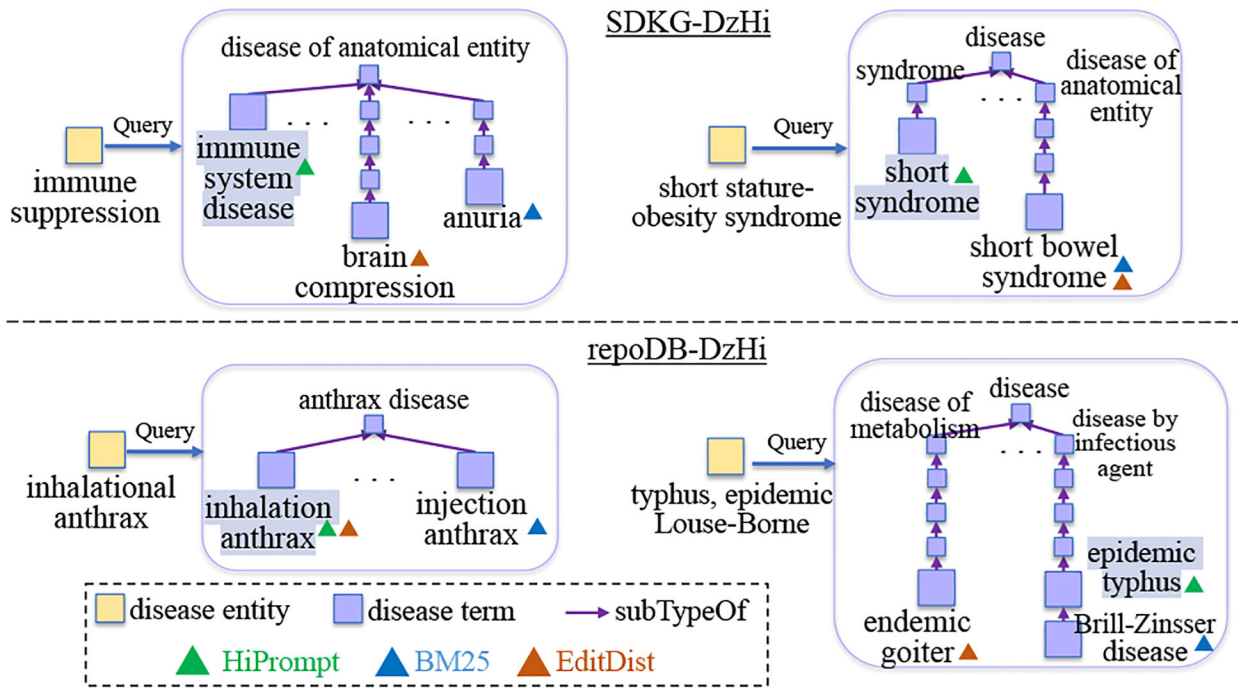 SDKG-DzHi
disease of anatomical entity
Query
immune
suppression
immune
system
disease
brain
compression
anuria
. . .
. . .
disease
syndrome
disease of
anatomical
entity
. . .
Query
short stature-
obesity syndrome
short
syndrome
short bowel
syndrome
repoDB-DzHi
anthrax disease
Query
inhalational
anthrax
. . .
inhalation
anthrax
injection
anthrax
disease
disease of
metabolism
disease by
infectious
agent
. . .
Query
typhus, epidemic
Louse-Borne
endemic
goiter
epidemic
typhus
Brill-Zinsser
disease
disease entity
disease term
subTypeOf
HiPrompt
BM25
EditDist